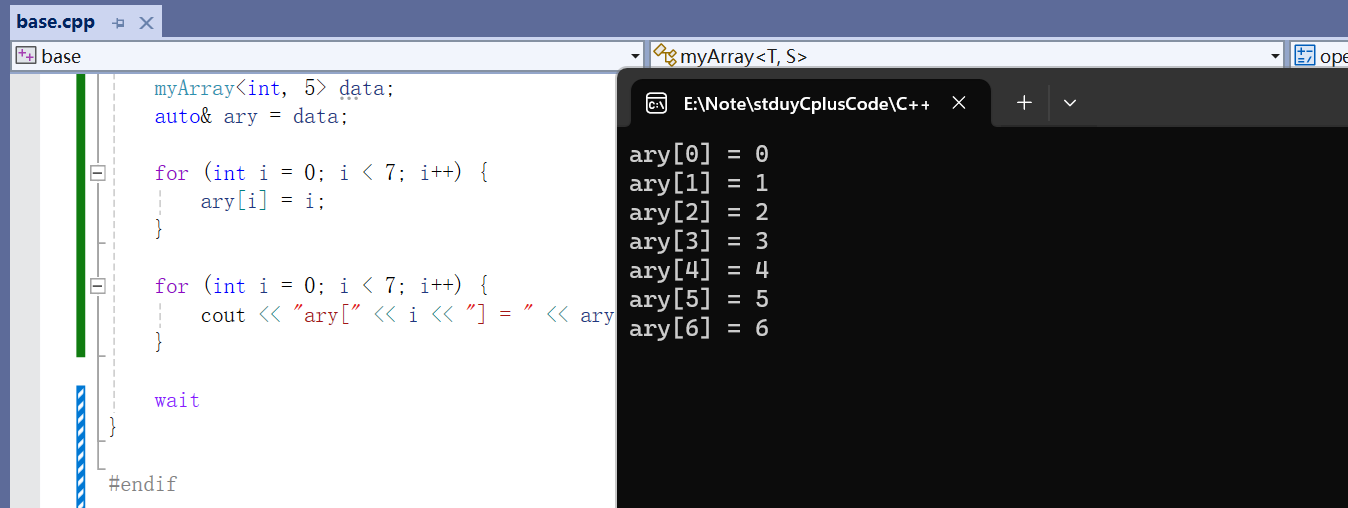 base.cpp
base
myArray<T, S>
ope
myArray<int, 5> data;
auto& ary = data;
for (int i = 0; i < 7; i++) {
ary[i] = i;
}
for (int i = 0; i < 7; i++) {
cout << "ary[" << i << "] = " << ary
}
wait
}
#endif
E:\Note\stduyCplusCode\C++
ary[0] = 0
ary[1] = 1
ary[2] = 2
ary[3] = 3
ary[4] = 4
ary[5] = 5
ary[6] = 6